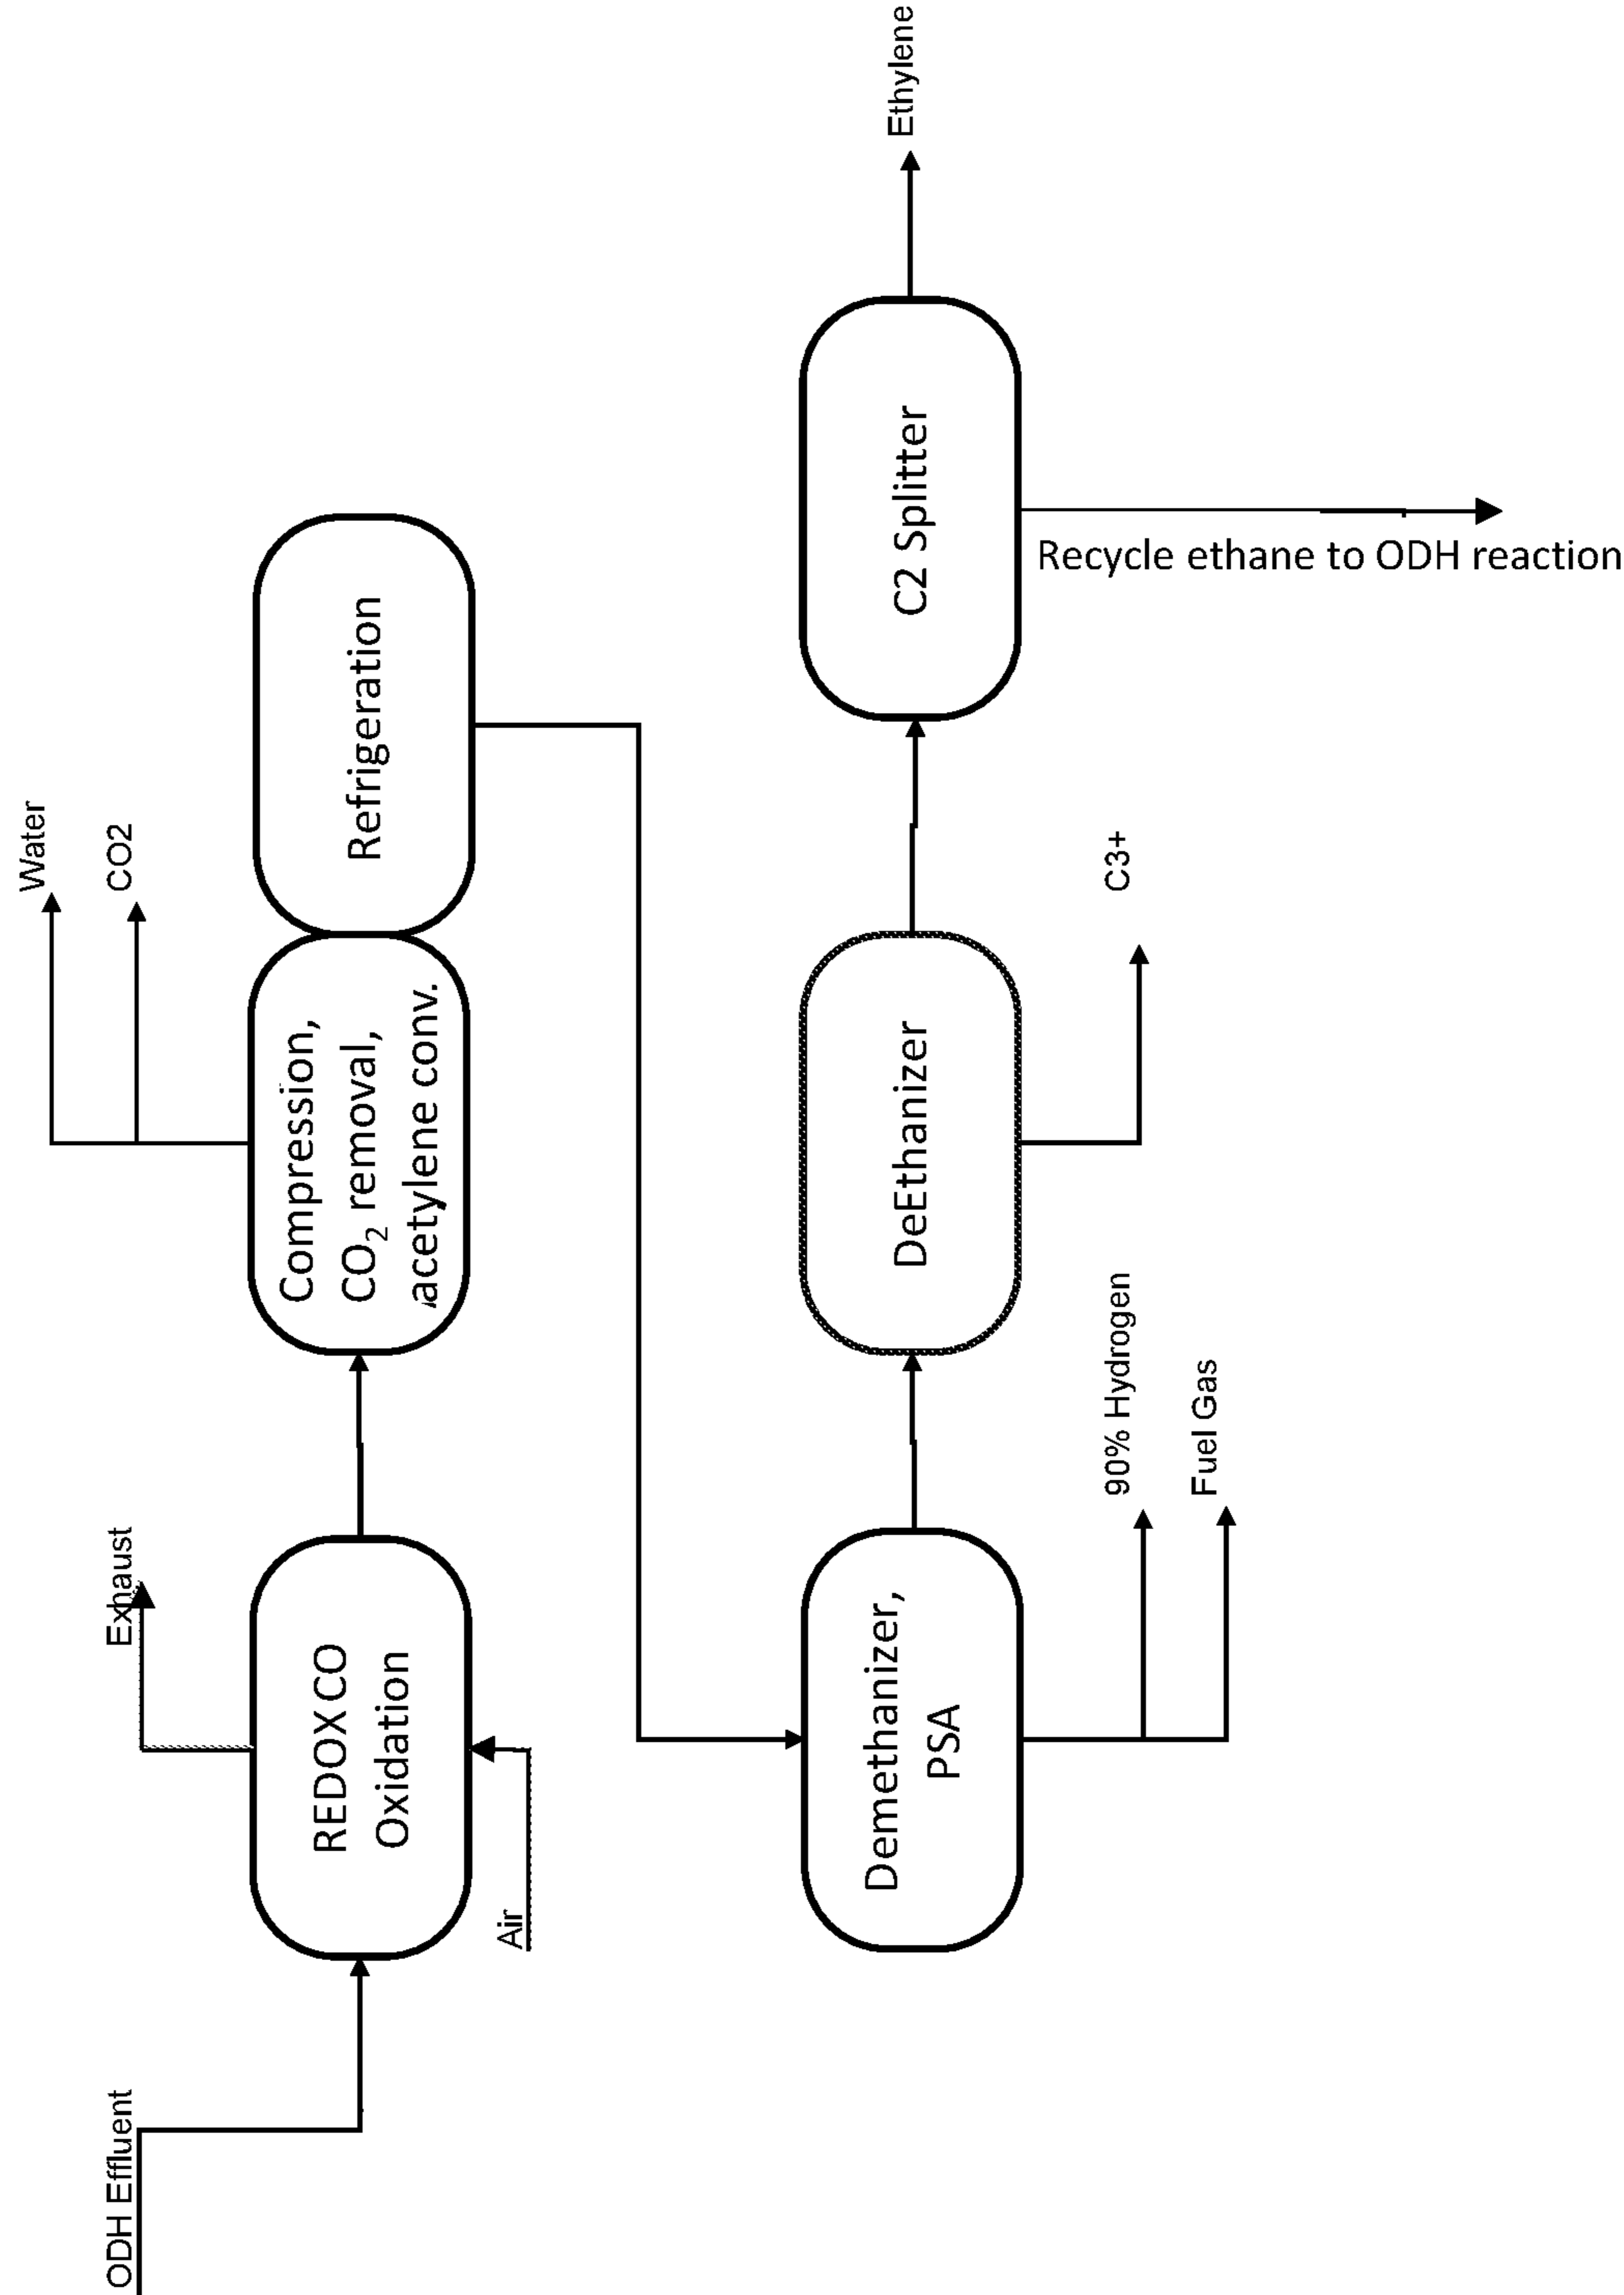 ODH Effluent
Exhaust
REDOX CO
Oxidation
Air
Water
CO2
Compression,
CO₂ removal,
acetylene conv.
Refrigeration
Demethanizer,
PSA
90% Hydrogen
Fuel Gas
DeEthanizer
C3+
C2 Splitter
Ethylene
Recycle ethane to ODH reaction